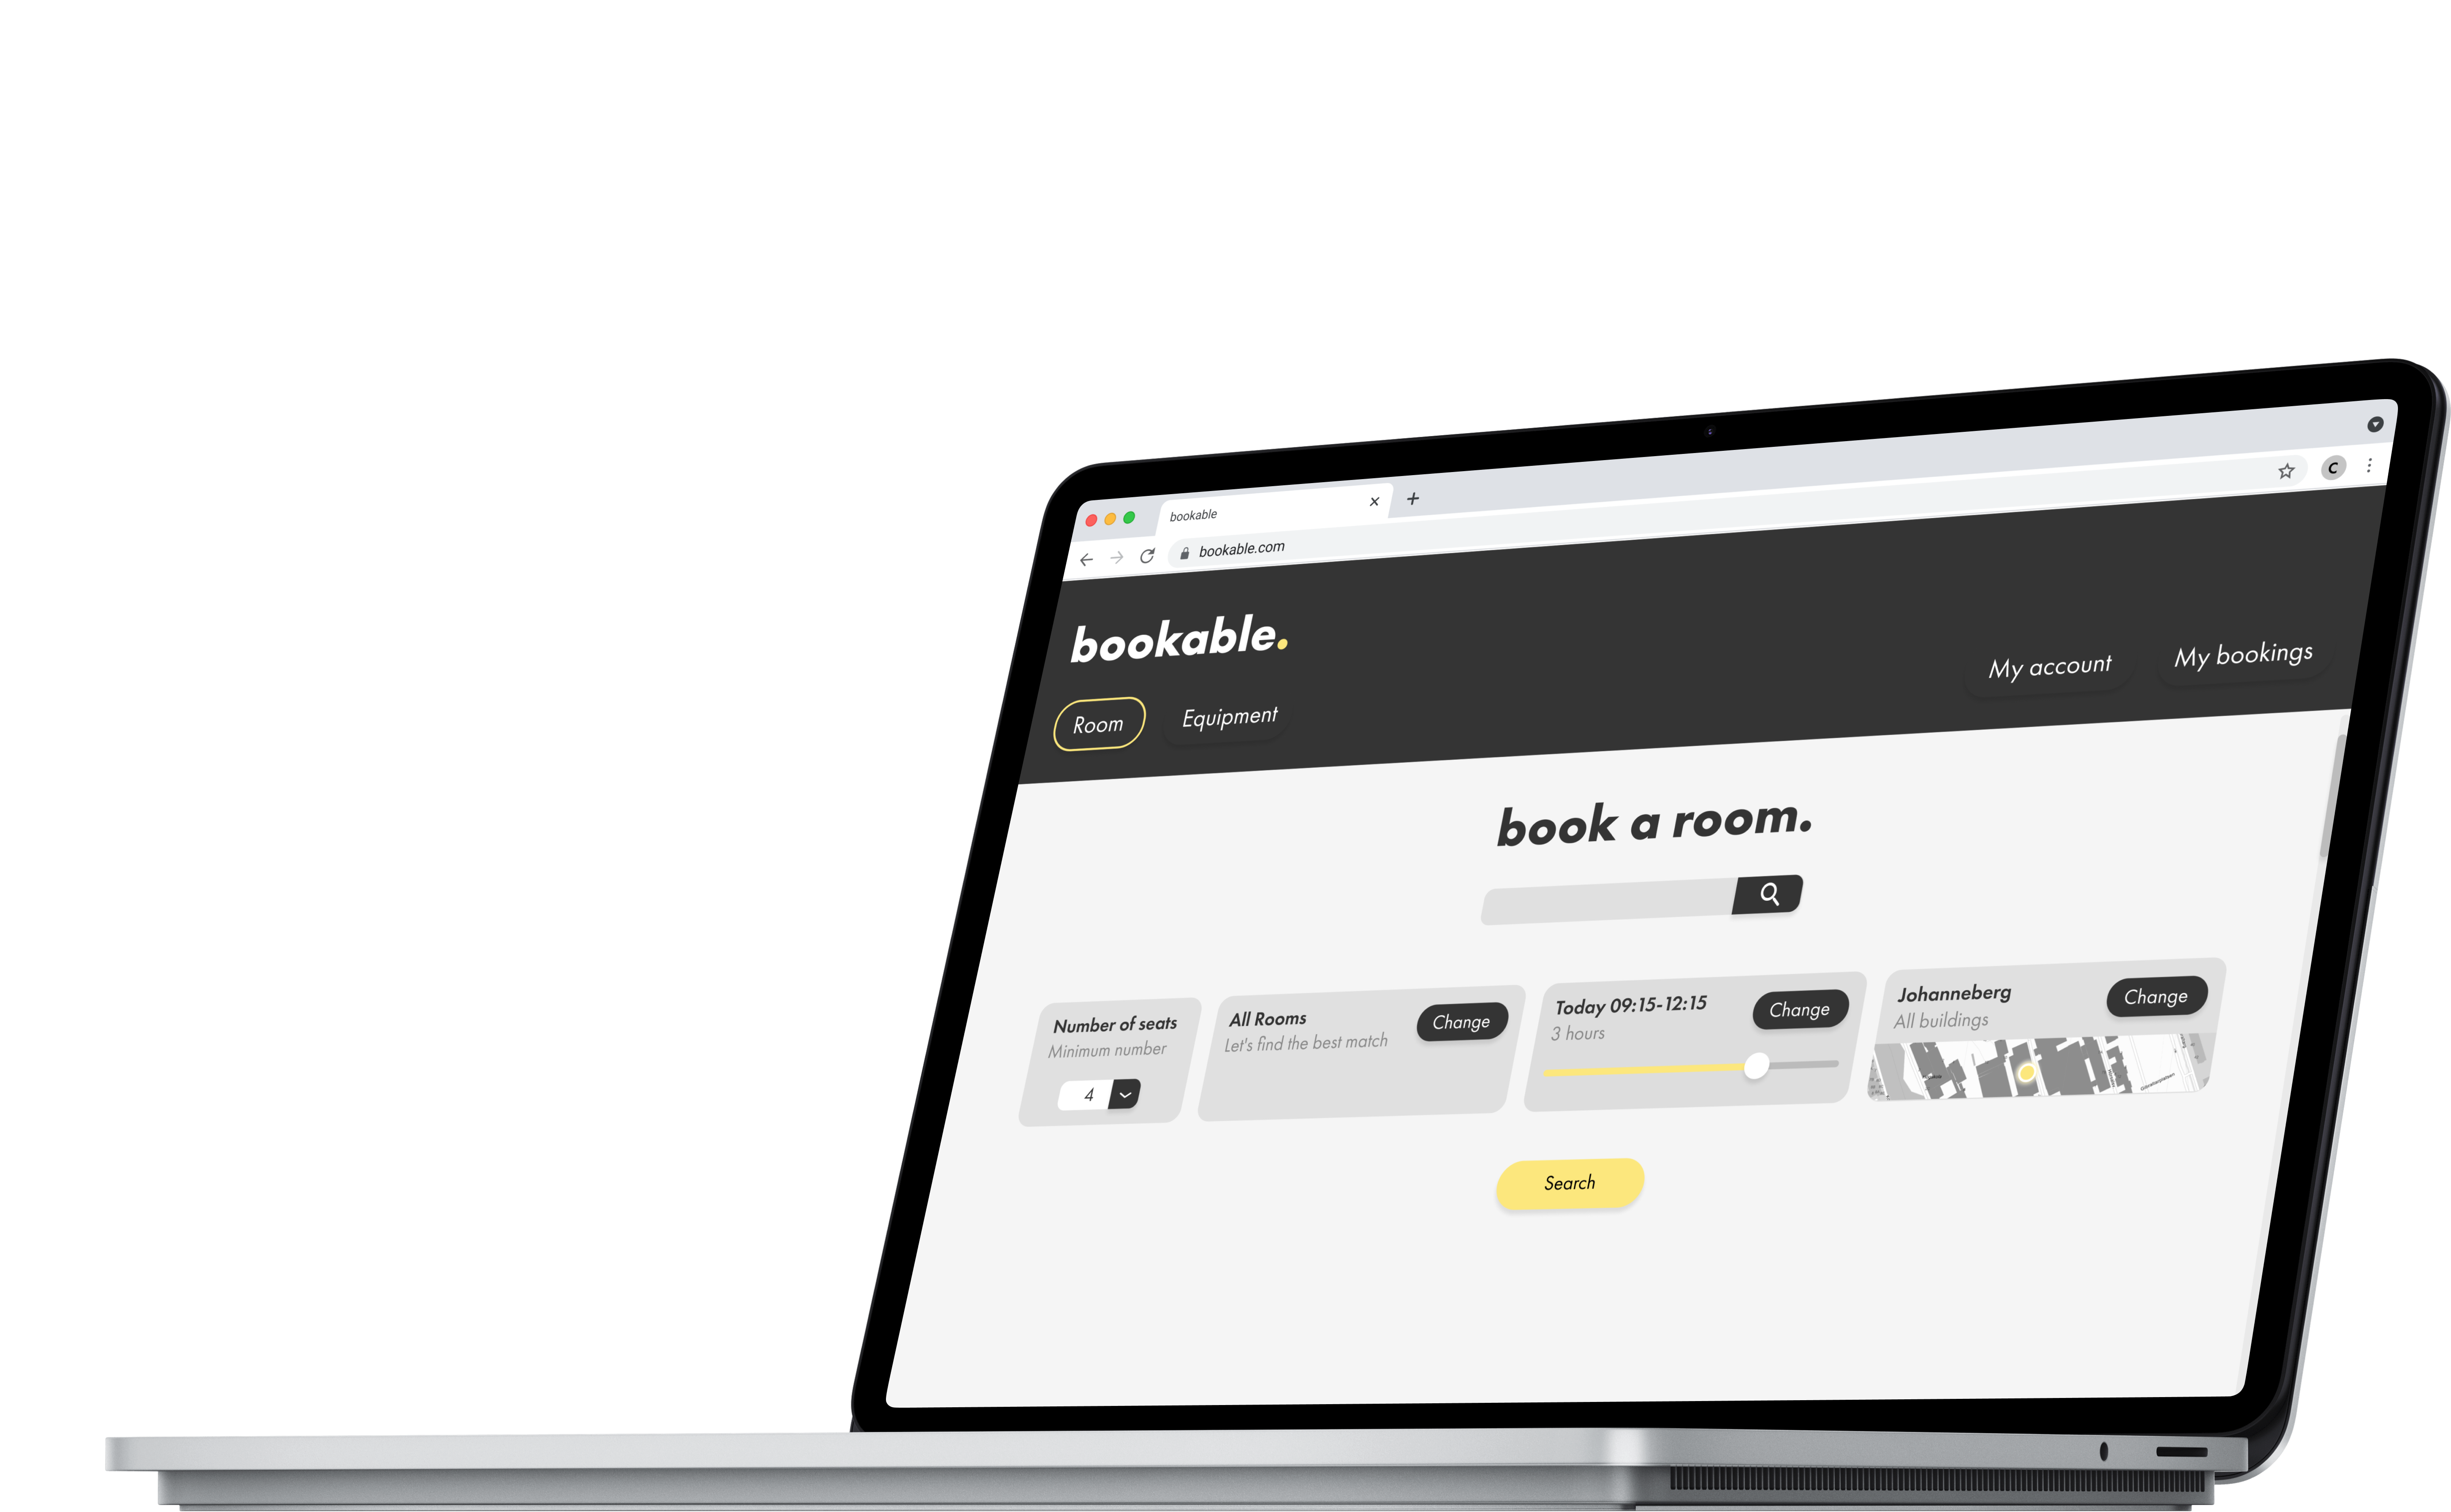 bookable
bookable.com
C
bookable.
My account
My bookings
Room
Equipment
book a room.
Number of seats
Minimum number
4
All Rooms
Let's find the best match
Change
Today 09:15-12:15
3 hours
Change
Johanneberg
All buildings
Change
Search